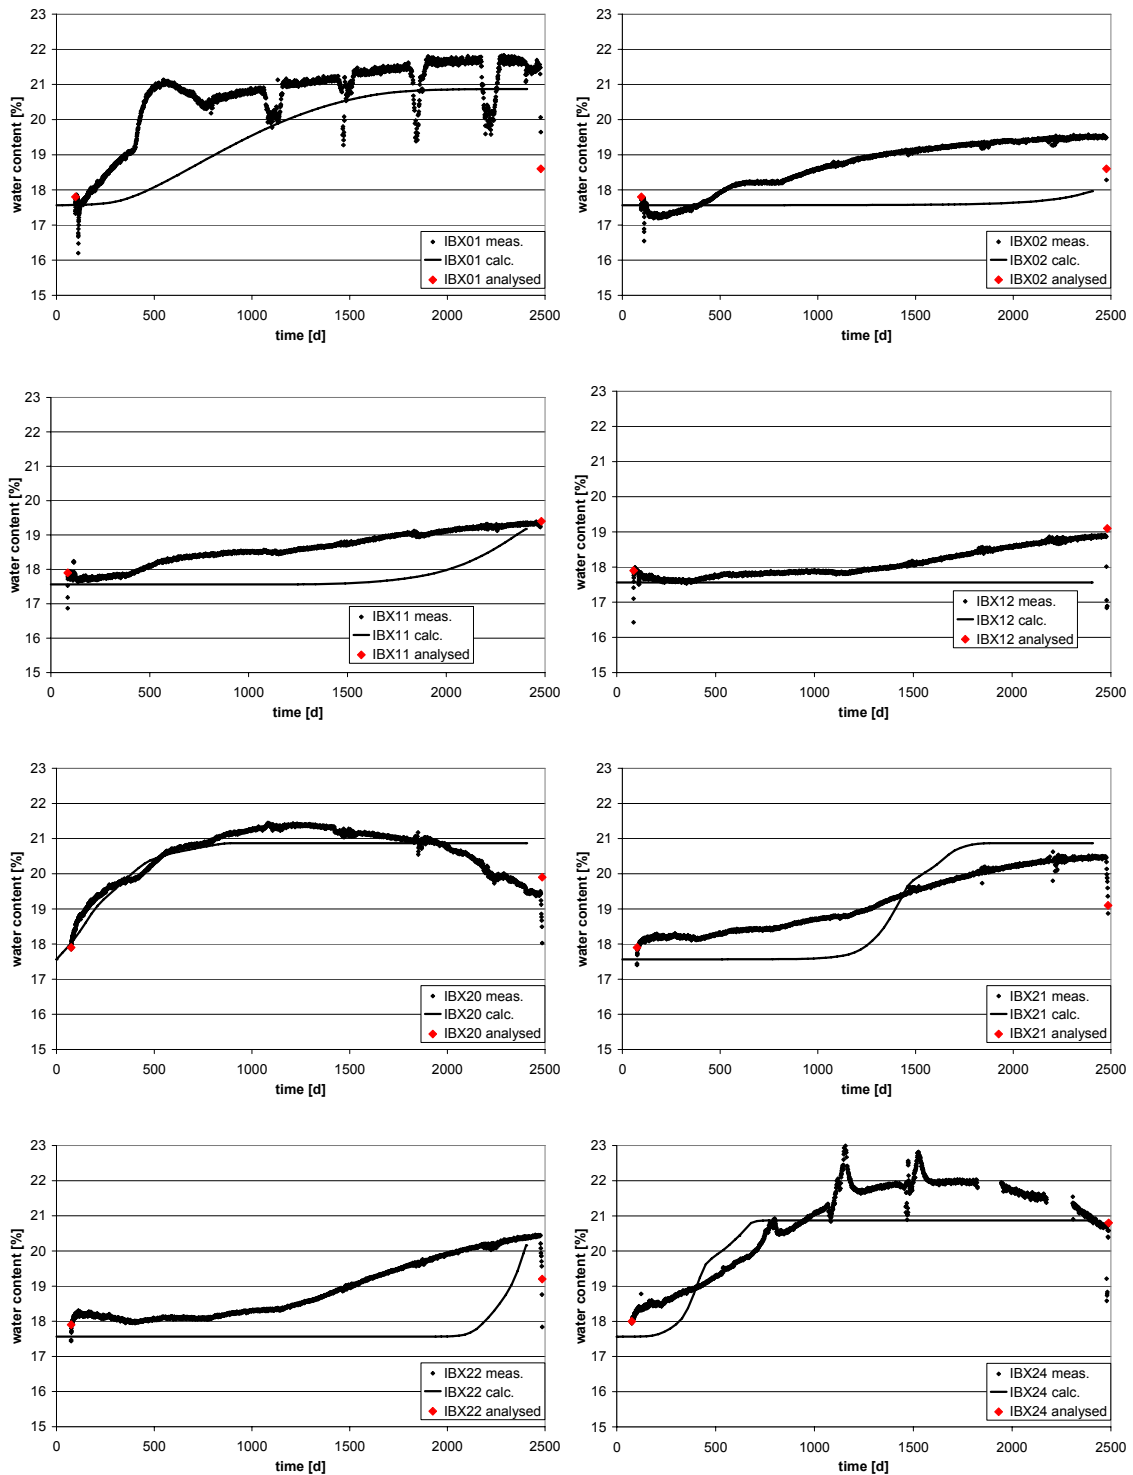 23
22
21
20
19
18
17
16
15
water content [%]
0 500 1000 1500 2000 2500
time [d]
IBX01 meas.
IBX01 calc.
IBX01 analysed
23
22
21
20
19
18
17
16
15
water content [%]
0 500 1000 1500 2000 2500
time [d]
IBX02 meas.
IBX02 calc.
IBX02 analysed
23
22
21
20
19
18
17
16
15
water content [%]
0 500 1000 1500 2000 2500
time [d]
IBX11 meas.
IBX11 calc.
IBX11 analysed
23
22
21
20
19
18
17
16
15
water content [%]
0 500 1000 1500 2000 2500
time [d]
IBX12 meas.
IBX12 calc.
IBX12 analysed
23
22
21
20
19
18
17
16
15
water content [%]
0 500 1000 1500 2000 2500
time [d]
IBX20 meas.
IBX20 calc.
IBX20 analysed
23
22
21
20
19
18
17
16
15
water content [%]
0 500 1000 1500 2000 2500
time [d]
IBX21 meas.
IBX21 calc.
IBX21 analysed
23
22
21
20
19
18
17
16
15
water content [%]
0 500 1000 1500 2000 2500
time [d]
IBX22 meas.
IBX22 calc.
IBX22 analysed
23
22
21
20
19
18
17
16
15
water content [%]
0 500 1000 1500 2000 2500
time [d]
IBX24 meas.
IBX24 calc.
IBX24 analysed